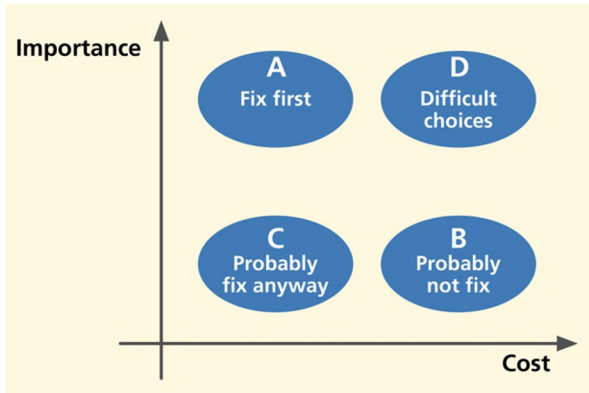 Importance
A
Fix first
D
Difficult
choices
C
Probably
fix anyway
B
Probably
not fix
Cost